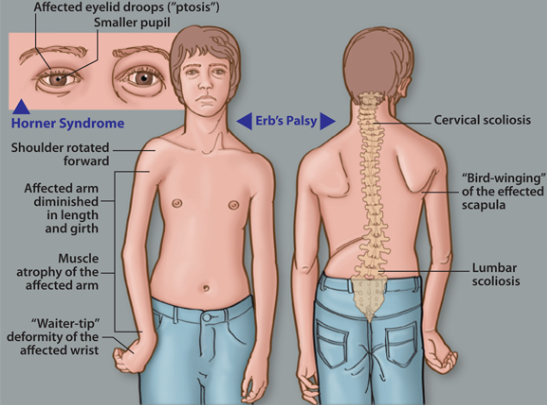 Affected eyelid droops ("ptosis")
Smaller pupil
Horner Syndrome
Erb's Palsy
Shoulder rotated
forward
Affected arm
diminished
in length
and girth
Muscle
atrophy of the
affected arm
"Waiter-tip"
deformity of the
affected wrist
Cervical scoliosis
"Bird-winging"
of the effected
scapula
Lumbar
scoliosis